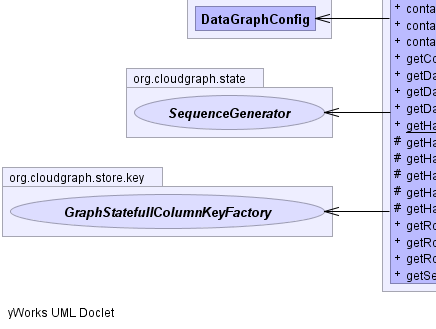 DataGraphConfig
org.cloudgraph.state
SequenceGenerator
org.cloudgraph.store.key
GraphStatefullColumnKeyFactory
+ conta
+ conta
+ conta
+ getCo
+ getDa
+ getDa
+ getDa
+ getHa
# getHa
# getHa
# getHa
# getHa
+ getRo
+ getRo
+ getRo
+ getSe
yWorks UML Doclet